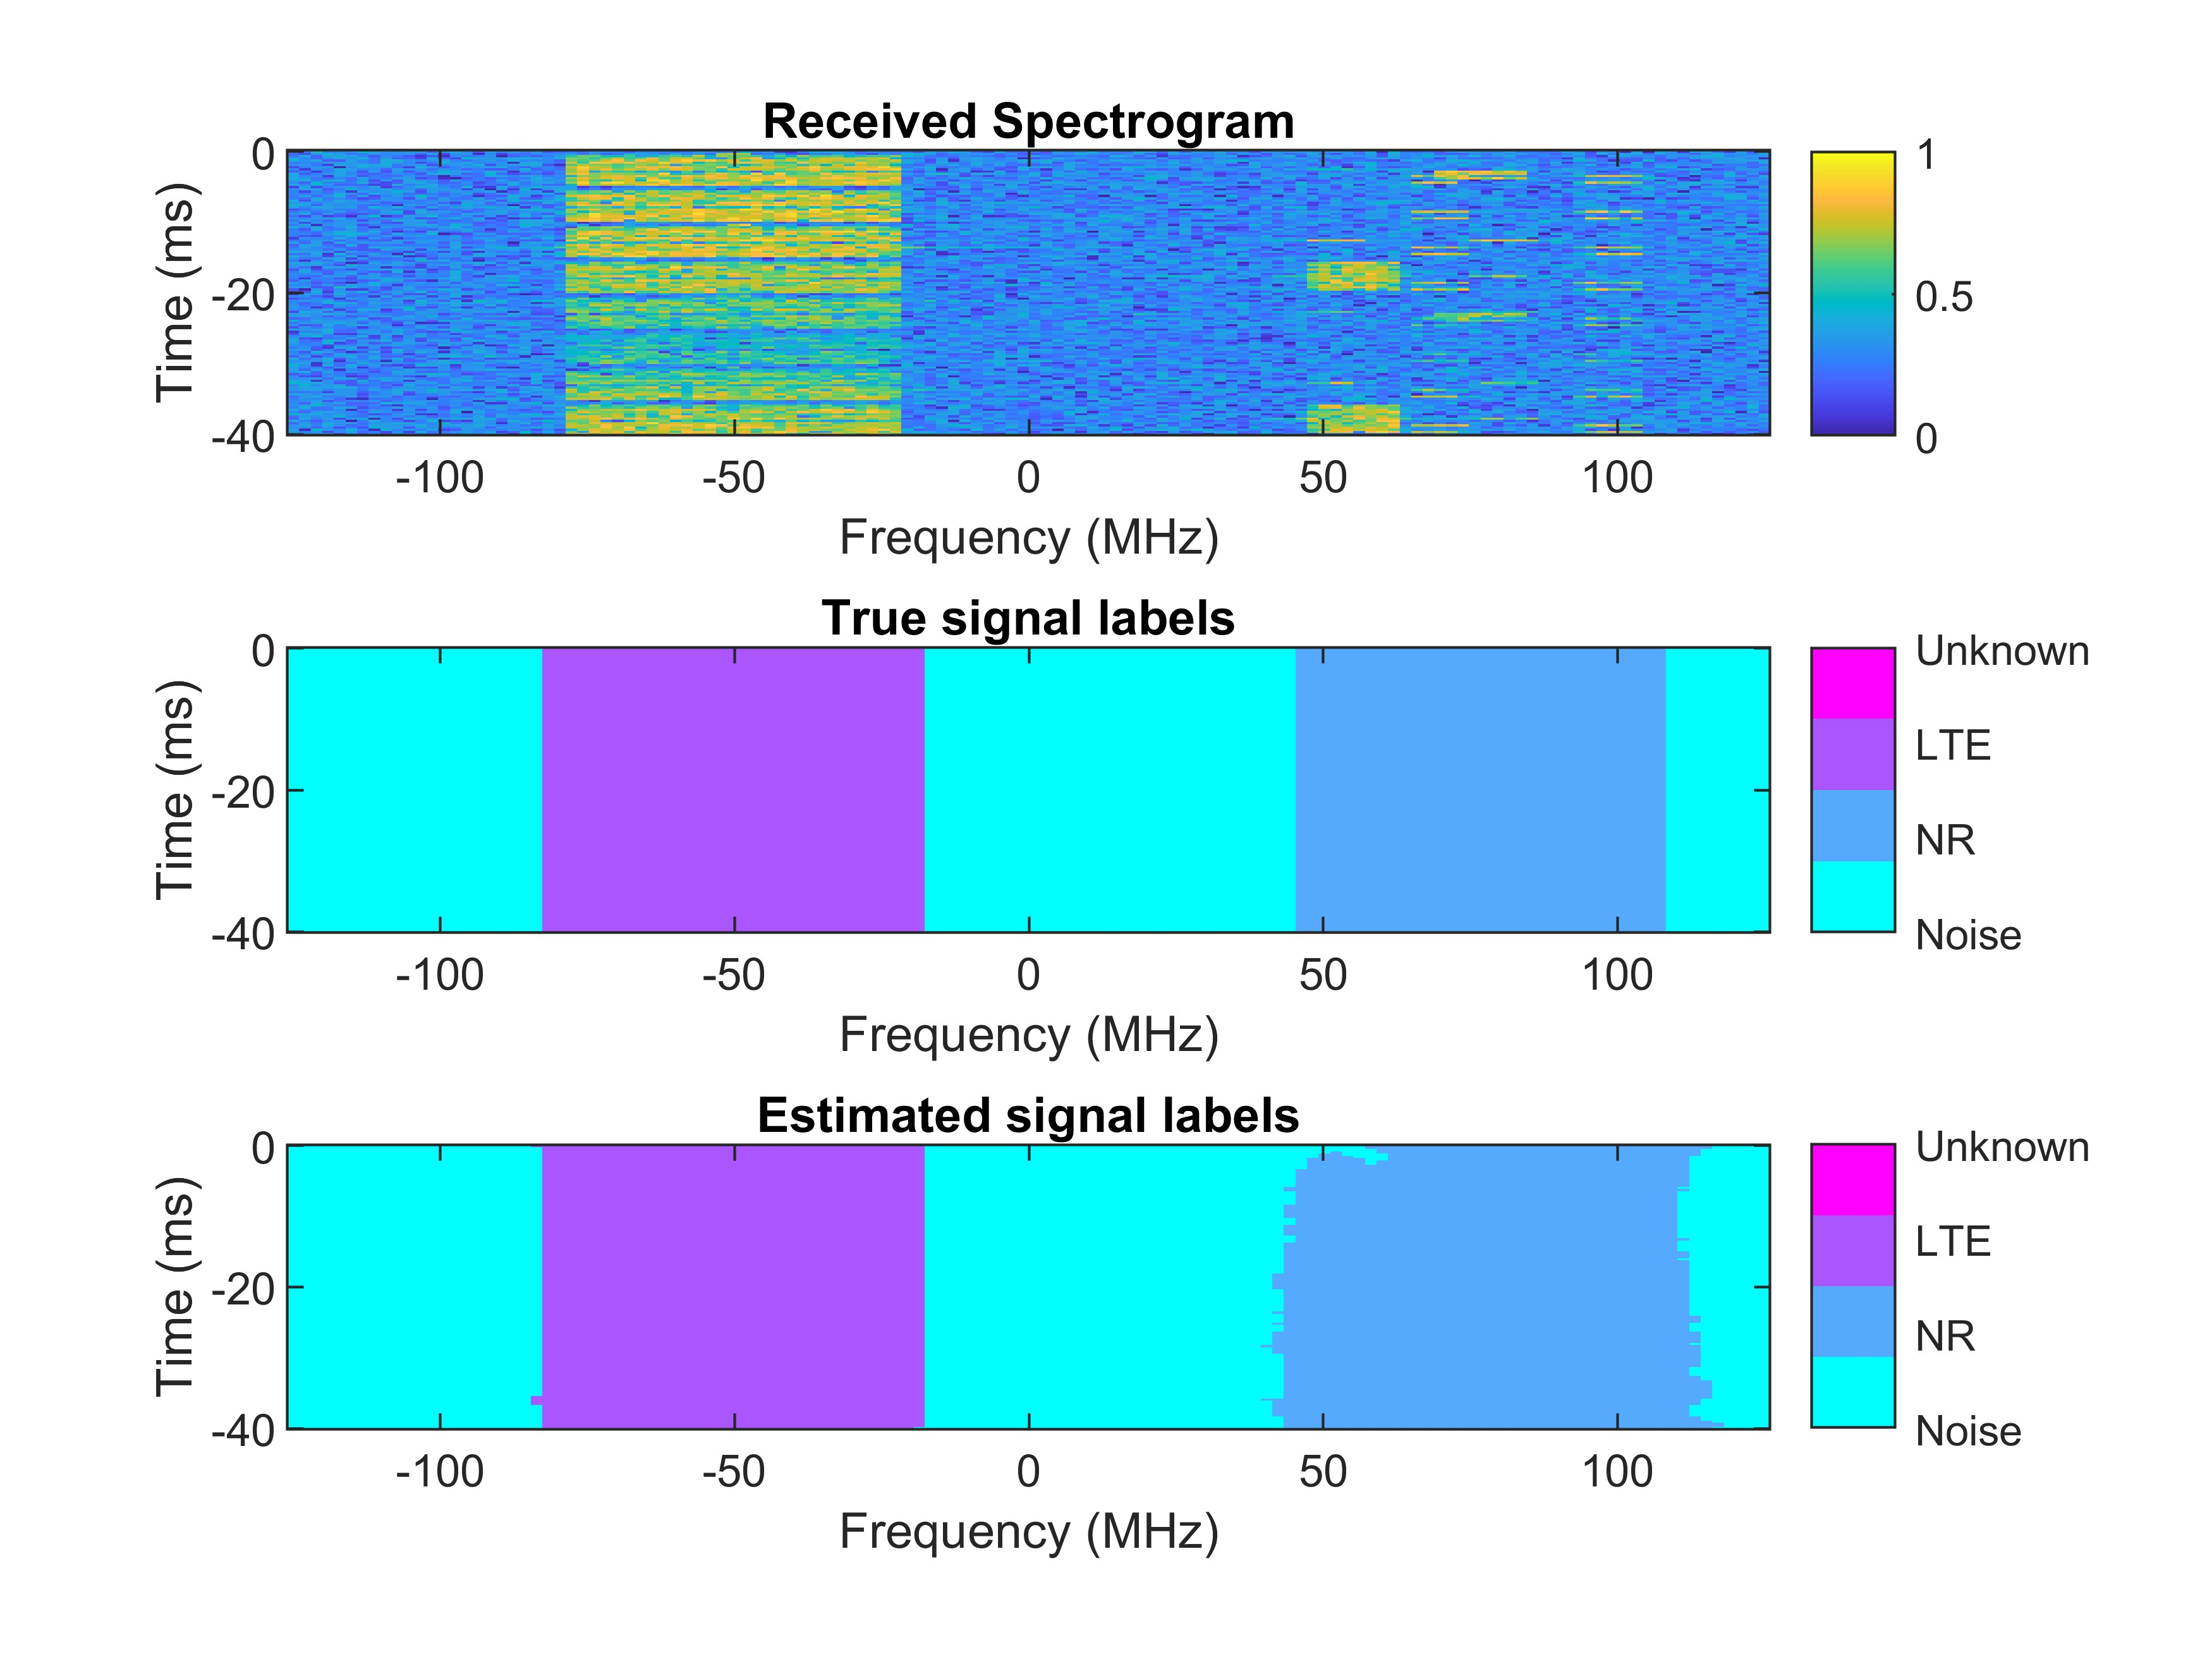 Received Spectrogram
Time (ms)
0
-20
-40
-100
-50
0
50
100
Frequency (MHz)
1
0.5
0
True signal labels
Time (ms)
0
-20
-40
-100
-50
0
50
100
Frequency (MHz)
Unknown
LTE
NR
Noise
Estimated signal labels
Time (ms)
0
-20
-40
-100
-50
0
50
100
Frequency (MHz)
Unknown
LTE
NR
Noise